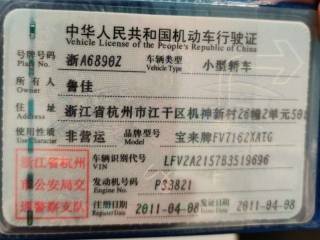 中华人民共和国机动车行驶证
Vehicle License of the People's Republic of China
号牌号码 浙A6890Z 车辆类型 小型轿车
Plate No. Vehicle Type
所有人 鲁佳
Owner
住址 浙江省杭州市江干区机神新村26幢2单元50
Address
使用性质 非营运 品牌型号 宝来牌FV7162XATG
Use Character Model
浙江省杭州
市公安局交
通警察支队
车辆识别代号 LFV2A2157B3519696
VIN
发动机号码 P33821
Engine No.
注册日期 2011-04-08 发证日期 2011-04-08
Register Date Issue Date